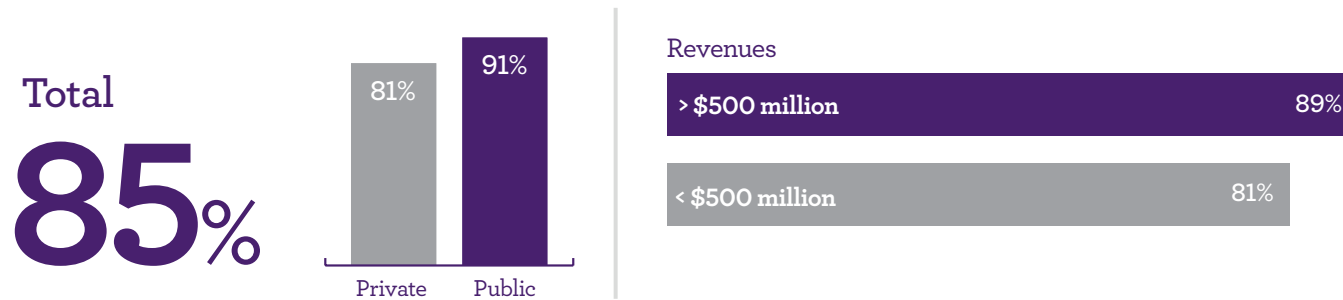 Total
85%
81%
91%
Private
Public
Revenues
> $500 million
89%
< $500 million
81%